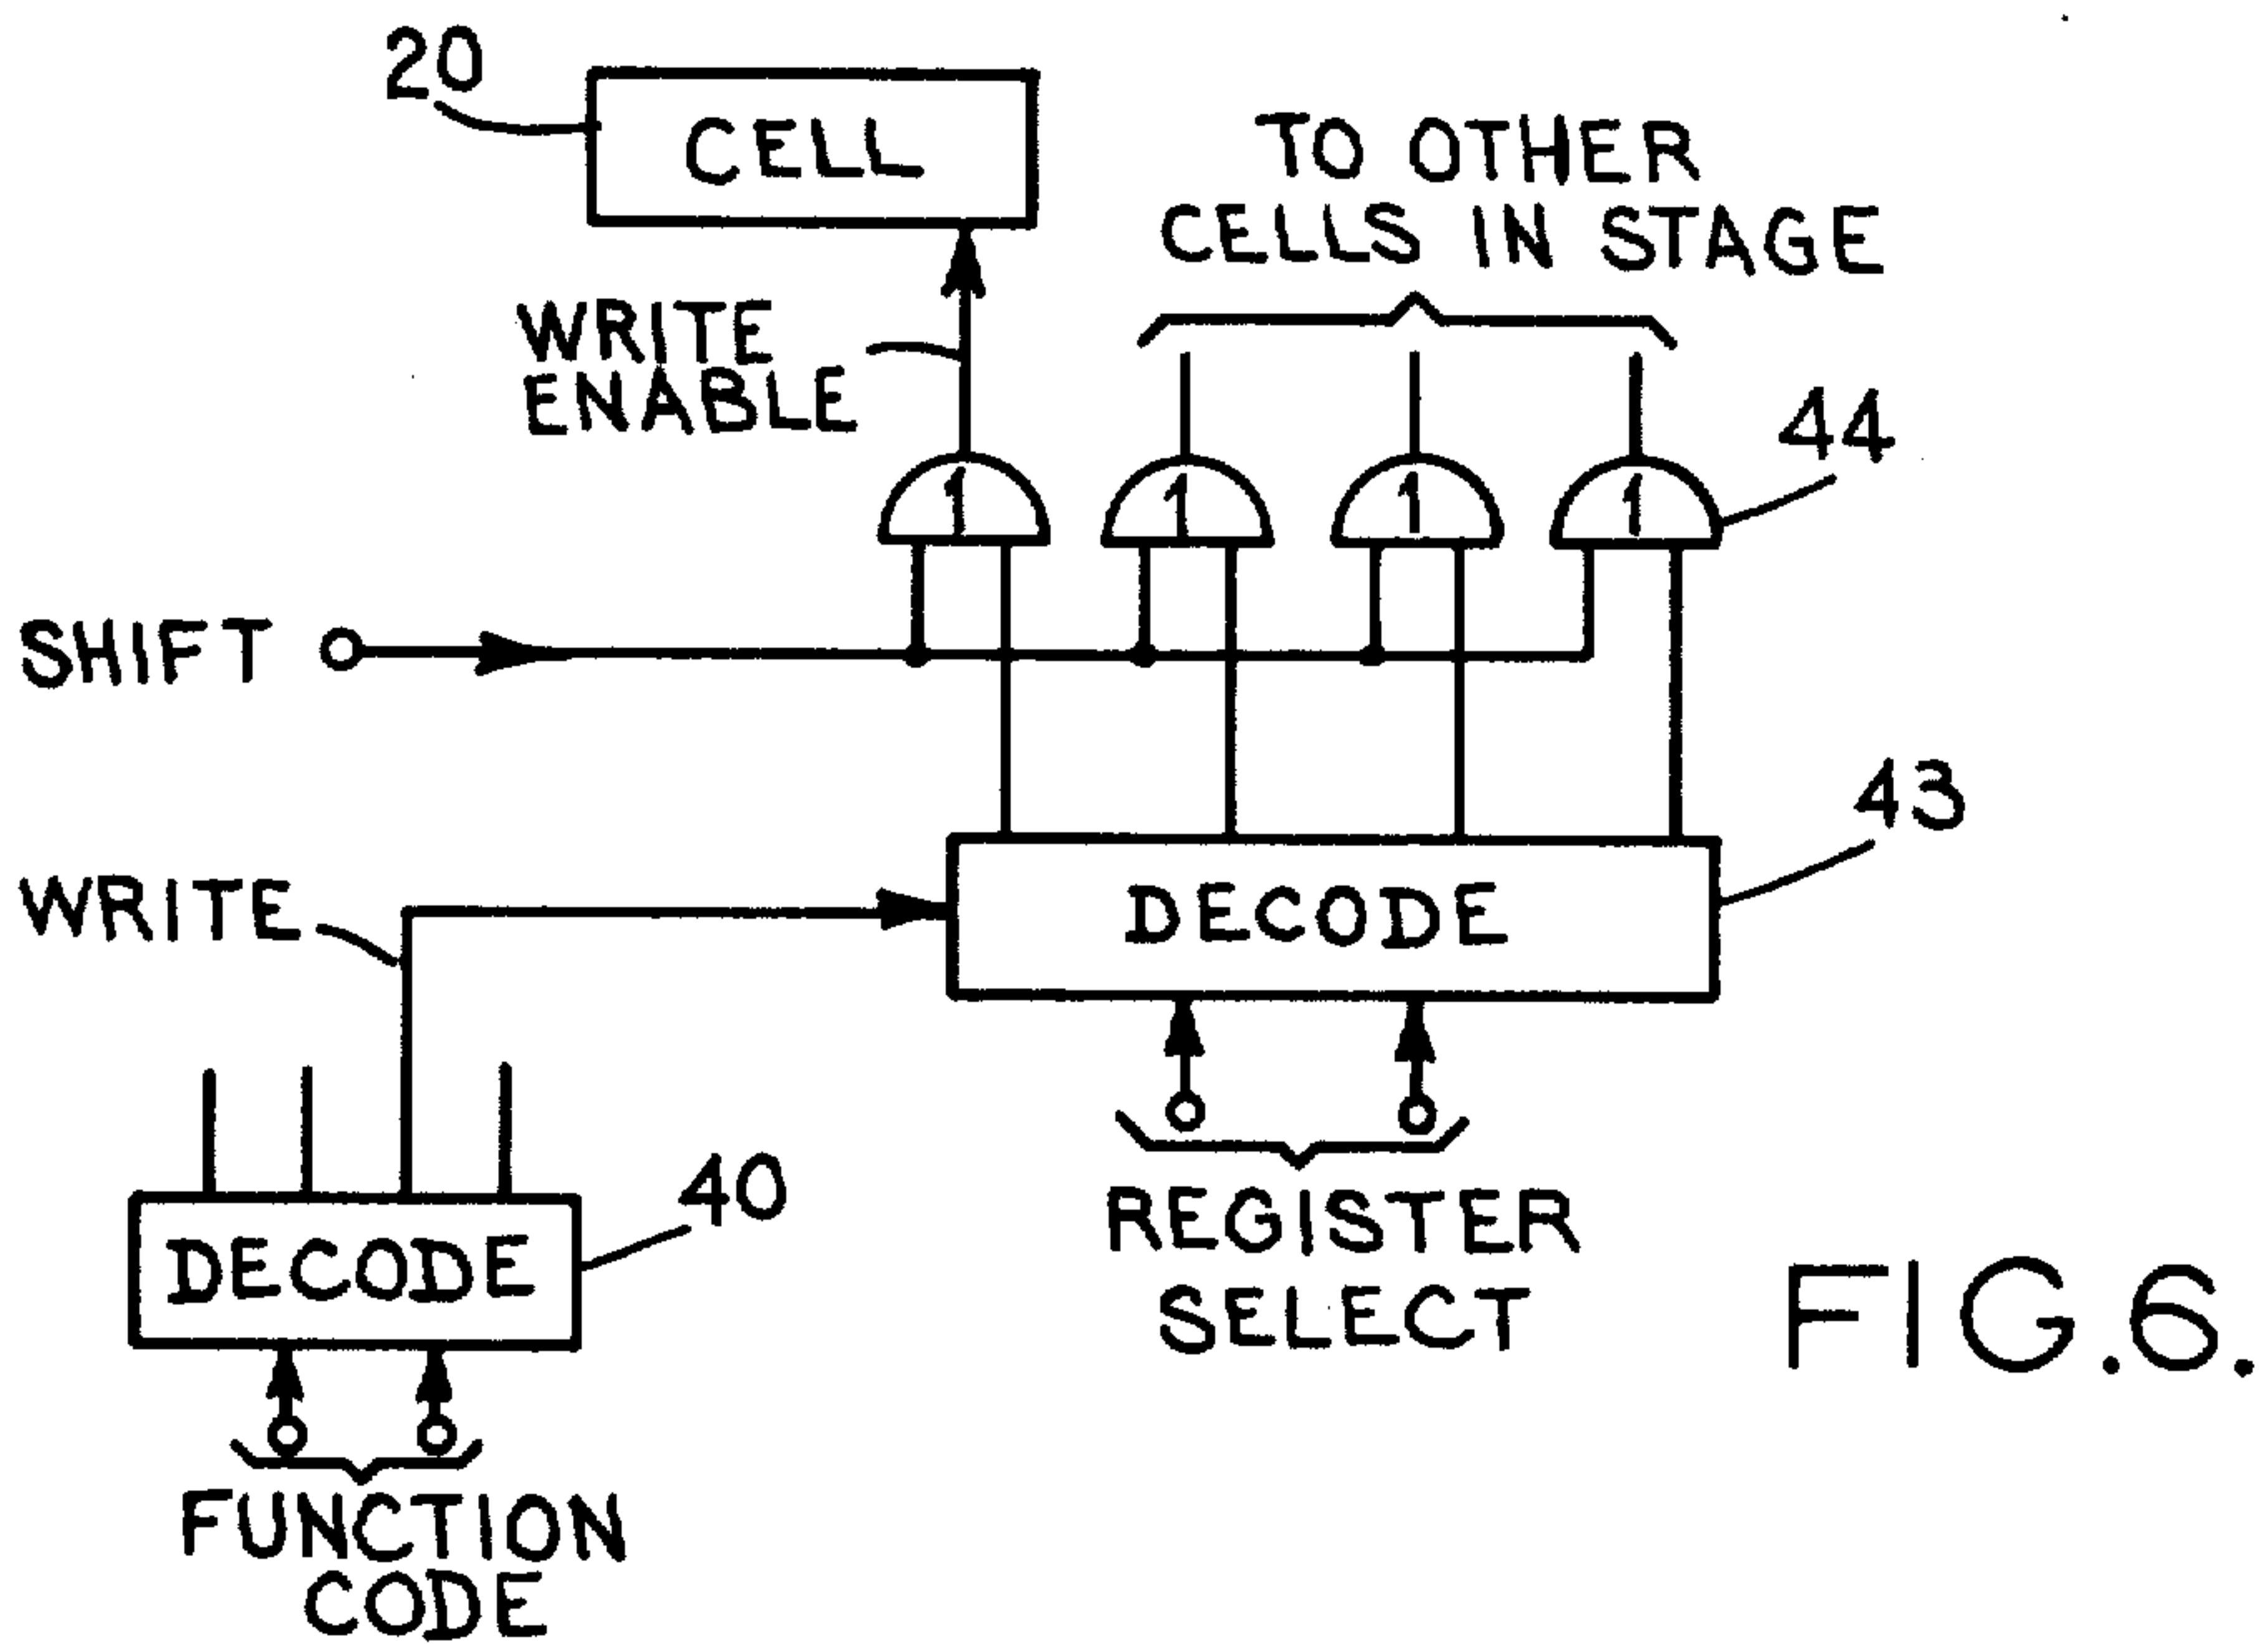 20
CELL
TO OTHER
CELLS IN STAGE
WRITE
ENABLE
44
1
1
1
1
SHIFT
43
WRITE
DECODE
40
DECODE
REGISTER
SELECT
FIG.6.
FUNCTION
CODE